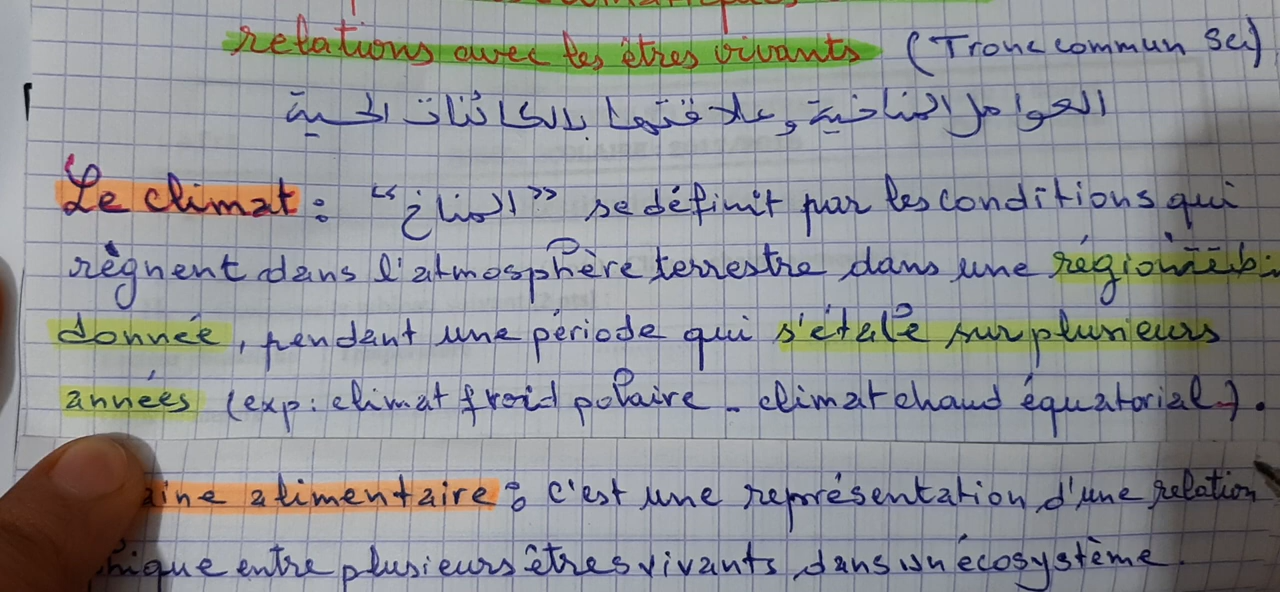 relations avec les êtres vivants (Tronc commun Sci)
العوامل المناخية وعلاقتها بالكائنات الحية
Le climat : "المناخ" se définit par les conditions qui
règnent dans l'atmosphère terrestre dans une région
donnée, pendant une période qui s'étale sur plusieurs
années (exp: climat froid polaire - climat chaud équatorial).
aine alimentaire : c'est une représentation d'une relation
hique entre plusieurs êtres vivants dans un écosystème.